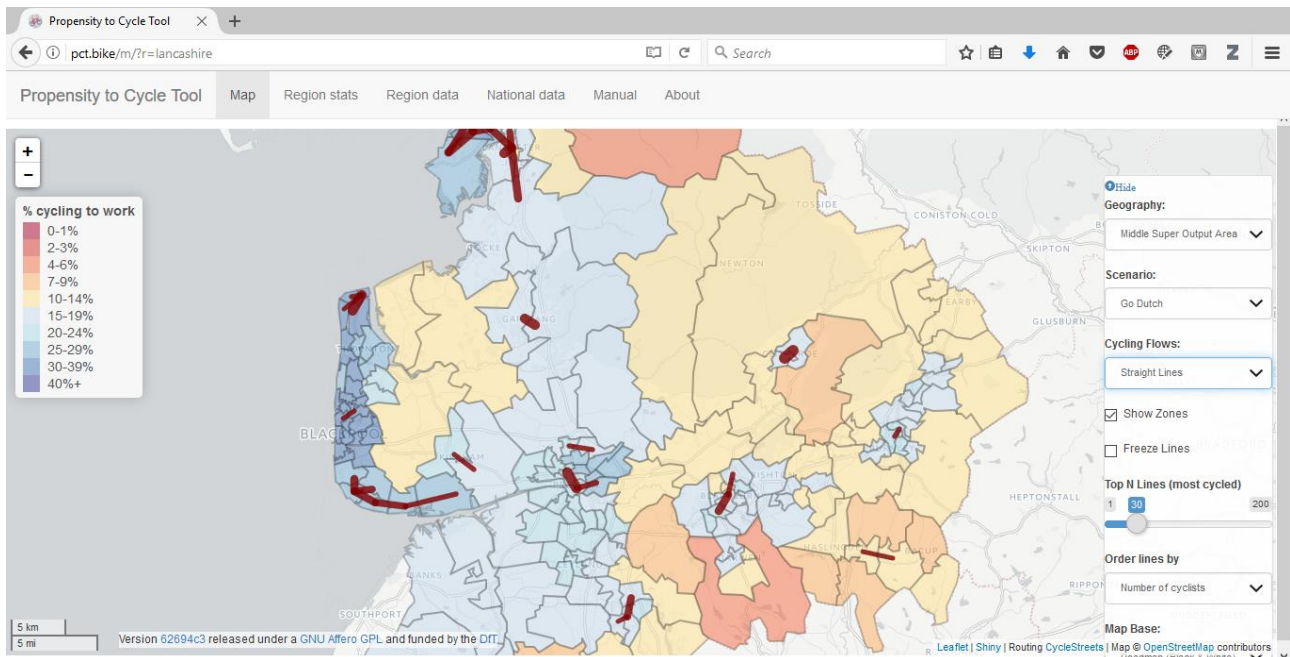 Propensity to Cycle Tool
pct.bike/m/?r=lancashire
Search
ABP
Z
Propensity to Cycle Tool Map Region stats Region data National data Manual About
+
−
% cycling to work
0-1%
2-3%
4-6%
7-9%
10-14%
15-19%
20-24%
25-29%
30-39%
40%+
TOSSIDE
CONISTON COLD
SKIPTON
NEWTON
EARBY
GLUSBURN
HEPTONSTALL
BANKS
SOUTHPORT
Hide
Geography:
Middle Super Output Area
Scenario:
Go Dutch
Cycling Flows:
Straight Lines
Show Zones
Freeze Lines
Top N Lines (most cycled)
1 30 200
Order lines by
Number of cyclists
Map Base:
5 km
5 mi
Version 62694c3 released under a GNU Affero GPL and funded by the DfT
Leaflet | Shiny | Routing CycleStreets | Map © OpenStreetMap contributors